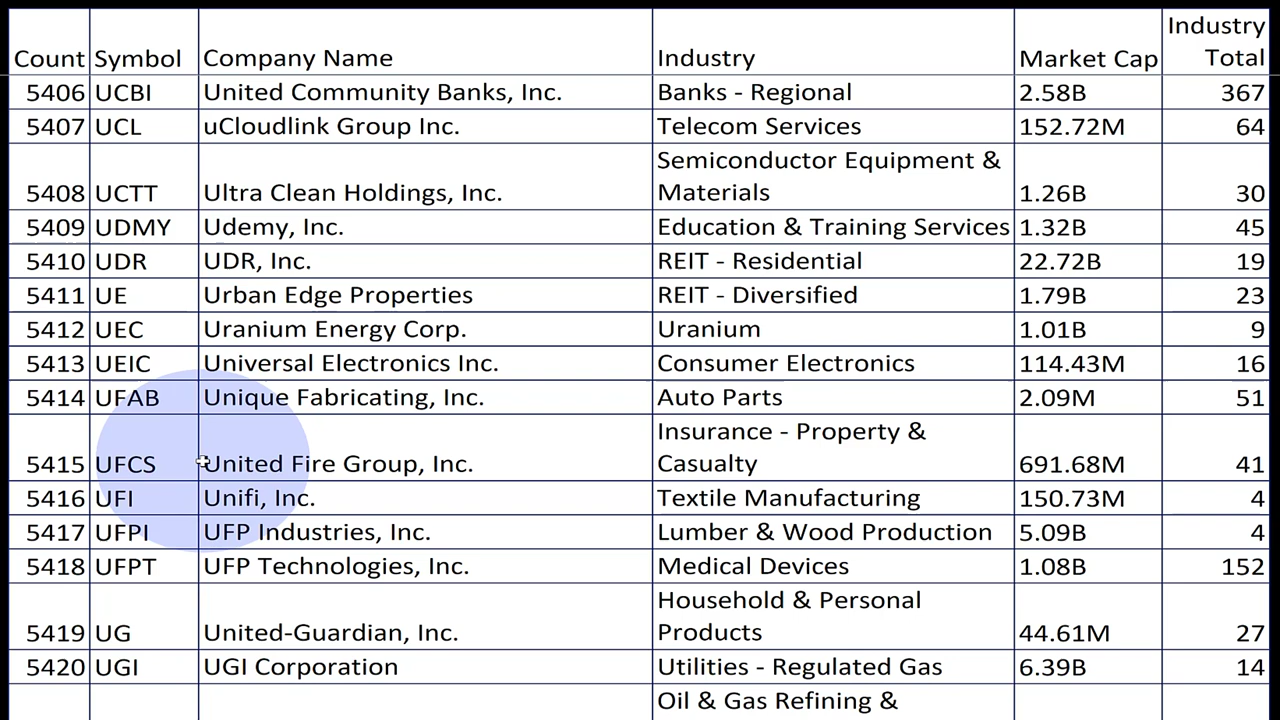 Count Symbol Company Name Industry Market Cap Industry Total
5406 UCBI United Community Banks, Inc. Banks - Regional 2.58B 367
5407 UCL uCloudlink Group Inc. Telecom Services 152.72M 64
5408 UCTT Ultra Clean Holdings, Inc. Semiconductor Equipment & Materials 1.26B 30
5409 UDMY Udemy, Inc. Education & Training Services 1.32B 45
5410 UDR UDR, Inc. REIT - Residential 22.72B 19
5411 UE Urban Edge Properties REIT - Diversified 1.79B 23
5412 UEC Uranium Energy Corp. Uranium 1.01B 9
5413 UEIC Universal Electronics Inc. Consumer Electronics 114.43M 16
5414 UFAB Unique Fabricating, Inc. Auto Parts 2.09M 51
5415 UFCS United Fire Group, Inc. Insurance - Property & Casualty 691.68M 41
5416 UFI Unifi, Inc. Textile Manufacturing 150.73M 4
5417 UFPI UFP Industries, Inc. Lumber & Wood Production 5.09B 4
5418 UFPT UFP Technologies, Inc. Medical Devices 1.08B 152
5419 UG United-Guardian, Inc. Household & Personal Products 44.61M 27
5420 UGI UGI Corporation Utilities - Regulated Gas 6.39B 14
Oil & Gas Refining &